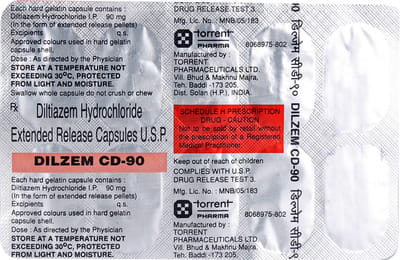 Each hard gelatin capsule contains :
Diltiazem Hydrochloride I.P. 90 mg
(In the form of extended release pellets)
Excipients q.s.
Approved colours used in hard gelatin
capsule shell.
Dose : As directed by the Physician
STORE AT A TEMPERATURE NOT
EXCEEDING 30°C, PROTECTED
FROM LIGHT AND MOISTURE.
Swallow whole capsule do not crush or chew
Rx Diltiazem Hydrochloride
Extended Release Capsules U.S.P.
DILZEM CD-90
Each hard gelatin capsule contains :
Diltiazem Hydrochloride I.P. 90 mg
(In the form of extended release pellets)
Excipients q.s.
Approved colours used in hard gelatin
capsule shell.
Dose : As directed by the Physician
STORE AT A TEMPERATURE NOT
EXCEEDING 30°C, PROTECTED
FROM LIGHT AND MOISTURE.
DRUG RELEASE TEST 3.
Mfg. Lic. No.: MNB/05/183
torrent
PHARMA 8068975-802
Manufactured by :
TORRENT
PHARMACEUTICALS LTD.
Vill. Bhud & Makhnu Majra,
Teh. Baddi -173 205,
Dist. Solan (H.P.), INDIA
SCHEDULE H PRESCRIPTION
DRUG - CAUTION
Not to be sold by retail without
the prescription of a Registered
Medical Practitioner.
Keep out of reach of children
COMPLIES WITH U.S.P.
DRUG RELEASE TEST 3.
Mfg. Lic. No.: MNB/05/183
torrent
PHARMA 8068975-802
Manufactured by :
TORRENT
PHARMACEUTICALS LTD
Vill. Bhud & Makhnu Majra,
Teh. Baddi -173 205,
डिल्ज़ेम सीडी-९०
DILZEM CD-90